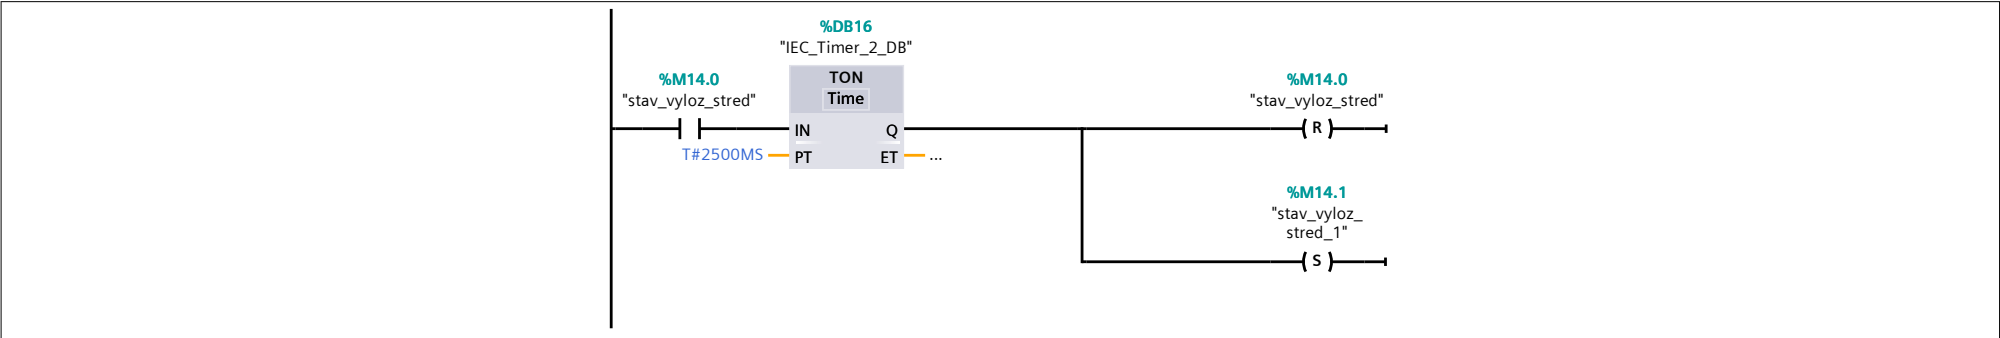 %DB16
"IEC_Timer_2_DB"
%M14.0
"stav_vyloz_stred"
TON
Time
IN
Q
T#2500MS
PT
ET
...
%M14.0
"stav_vyloz_stred"
R
%M14.1
"stav_vyloz_
stred_1"
S